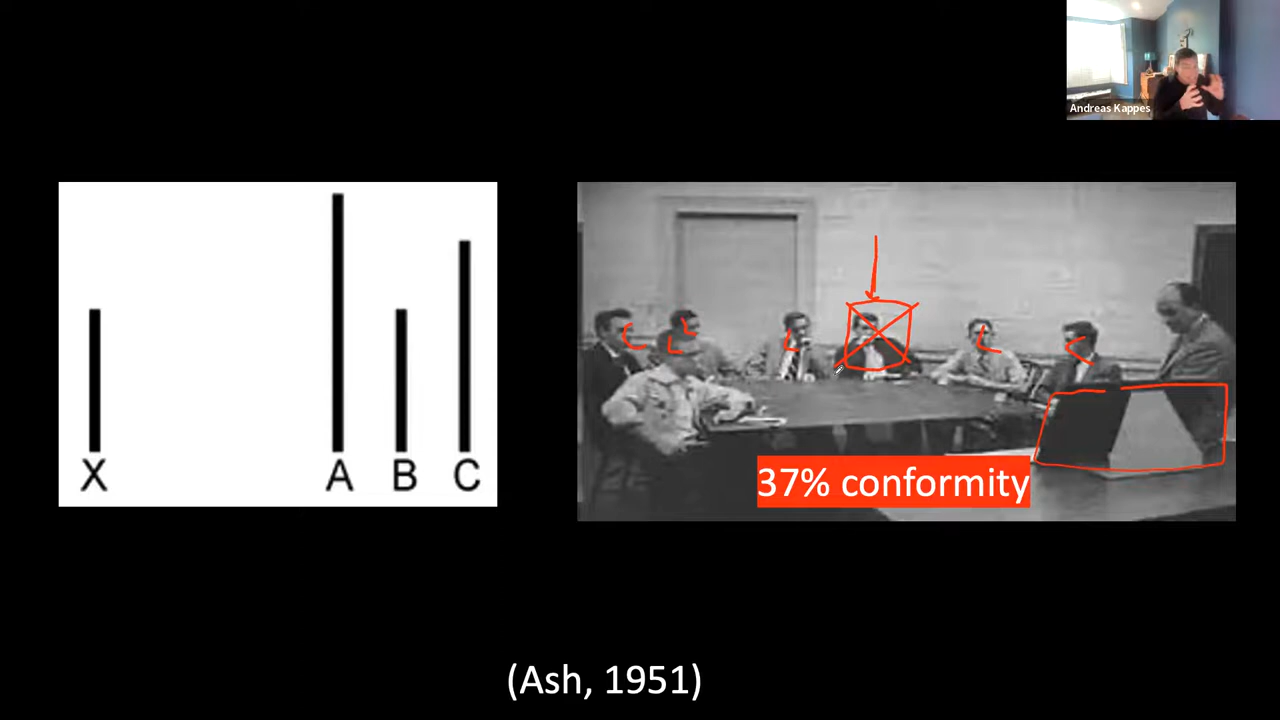 Andreas Kappes
X
A B C
37% conformity
(Ash, 1951)